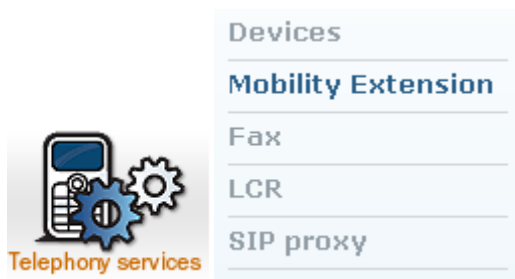 Devices
Mobility Extension
Fax
LCR
SIP proxy
Telephony services